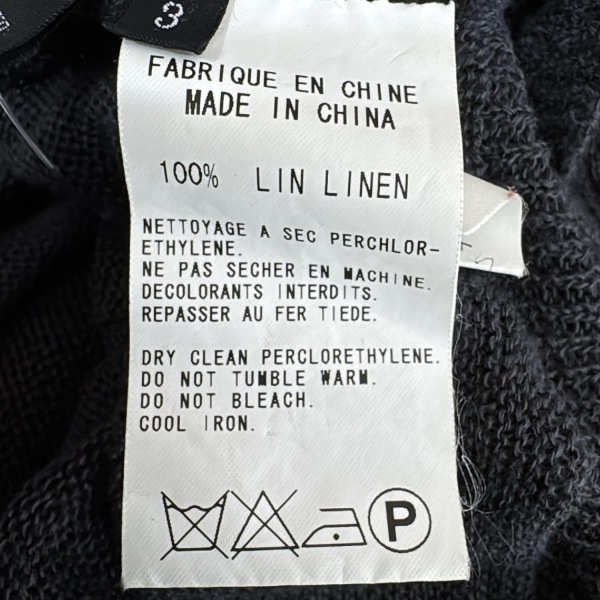 3
FABRIQUE EN CHINE
MADE IN CHINA
100% LIN LINEN
NETTOYAGE A SEC PERCHLOR-
ETHYLENE.
NE PAS SECHER EN MACHINE.
DECOLORANTS INTERDITS.
REPASSER AU FER TIEDE.
DRY CLEAN PERCLORETHYLENE.
DO NOT TUMBLE WARM.
DO NOT BLEACH.
COOL IRON.
P